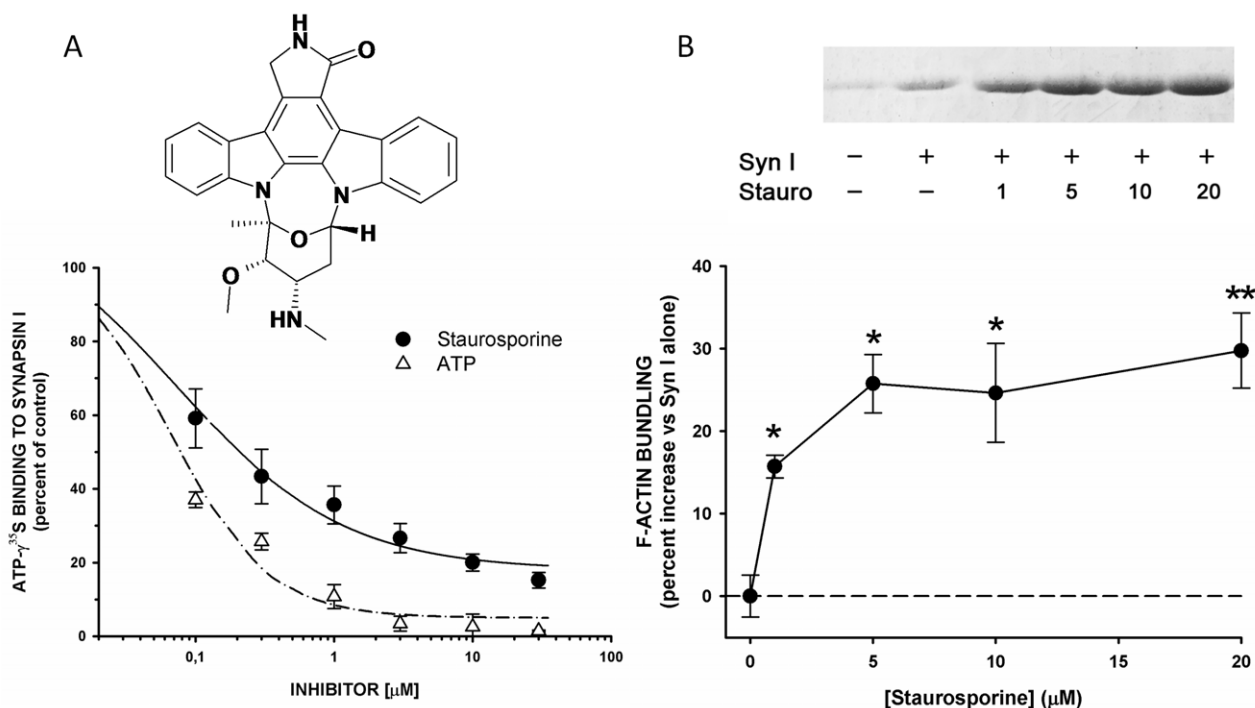 A
H
N
O
N
N
O
H
O
HN
100
80
60
40
20
0
ATP-γ³⁵S BINDING TO SYNAPSIN I
(percent of control)
Staurosporine
ATP
0,1
1
10
100
INHIBITOR [μM]
B
Syn I – + + + + +
Stauro – – 1 5 10 20
40
30
20
10
0
F-ACTIN BUNDLING
(percent increase vs Syn I alone)
*
*
*
**
0
5
10
15
20
[Staurosporine] (μM)